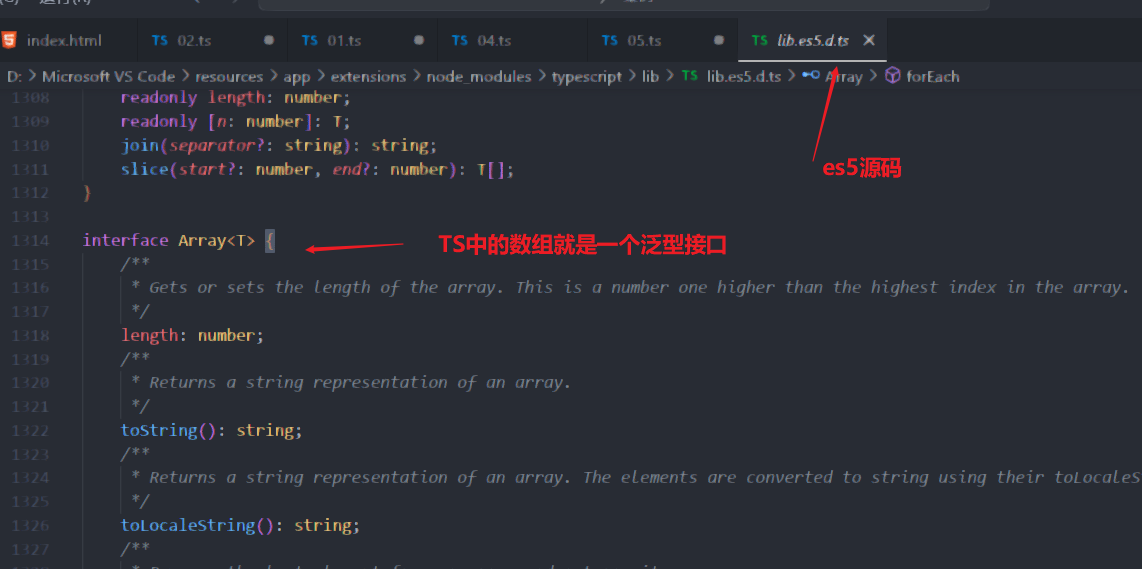 index.html TS 02.ts TS 01.ts TS 04.ts TS 05.ts TS lib.es5.d.ts
D: > Microsoft VS Code > resources > app > extensions > node_modules > typescript > lib > TS lib.es5.d.ts > Array > forEach
1308 readonly length: number;
1309 readonly [n: number]: T;
1310 join(separator?: string): string;
1311 slice(start?: number, end?: number): T[];
es5源码
1312 }
1313
1314 interface Array<T> {
TS中的数组就是一个泛型接口
1315 /**
1316 * Gets or sets the length of the array. This is a number one higher than the highest index in the array.
1317 */
1318 length: number;
1319 /**
1320 * Returns a string representation of an array.
1321 */
1322 toString(): string;
1323 /**
1324 * Returns a string representation of an array. The elements are converted to string using their toLocaleS
1325 */
1326 toLocaleString(): string;
1327 /**